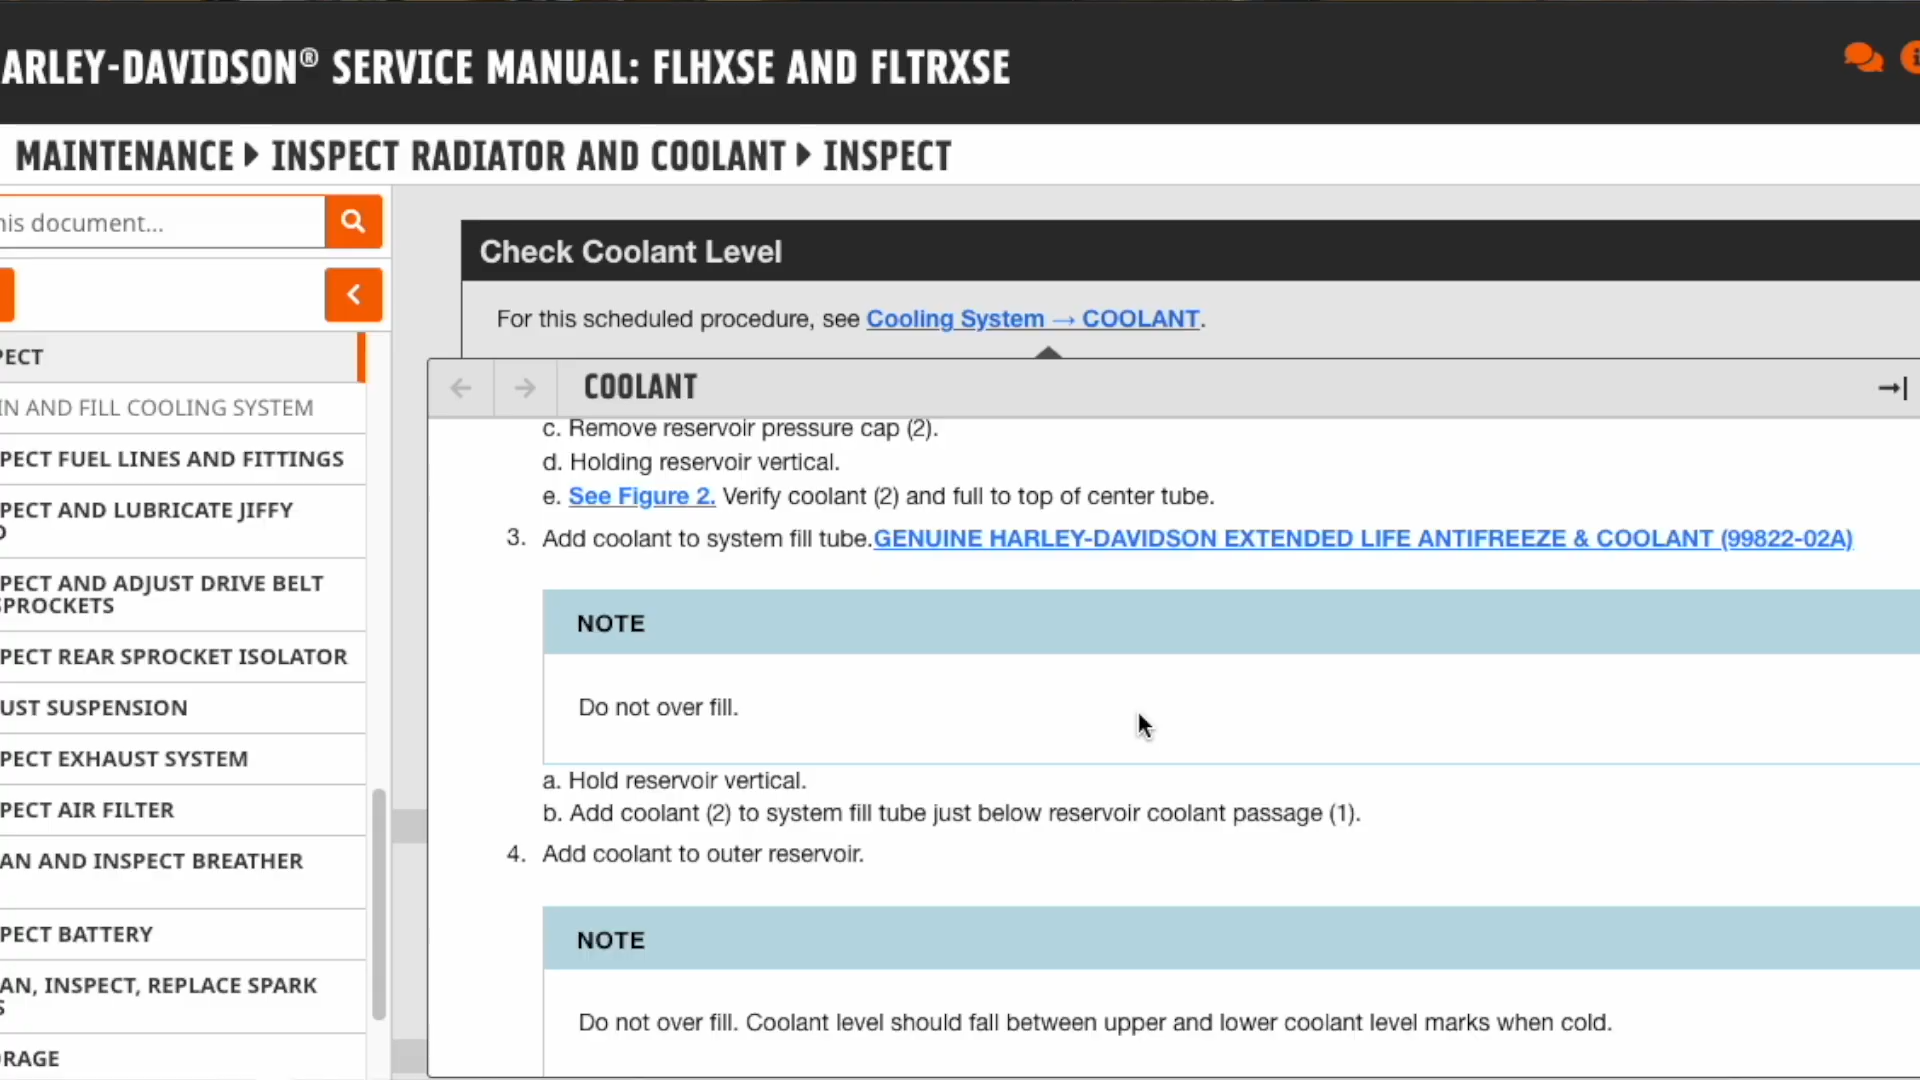 ARLEY-DAVIDSON® SERVICE MANUAL: FLHXSE AND FLTRXSE
MAINTENANCE ▸ INSPECT RADIATOR AND COOLANT ▸ INSPECT
his document...
PECT
IN AND FILL COOLING SYSTEM
PECT FUEL LINES AND FITTINGS
PECT AND LUBRICATE JIFFY
D
PECT AND ADJUST DRIVE BELT
SPROCKETS
PECT REAR SPROCKET ISOLATOR
UST SUSPENSION
PECT EXHAUST SYSTEM
PECT AIR FILTER
AN AND INSPECT BREATHER
PECT BATTERY
AN, INSPECT, REPLACE SPARK
S
RAGE
Check Coolant Level
For this scheduled procedure, see Cooling System → COOLANT.
COOLANT
c. Remove reservoir pressure cap (2).
d. Holding reservoir vertical.
e. See Figure 2. Verify coolant (2) and full to top of center tube.
3. Add coolant to system fill tube.GENUINE HARLEY-DAVIDSON EXTENDED LIFE ANTIFREEZE & COOLANT (99822-02A)
NOTE
Do not over fill.
a. Hold reservoir vertical.
b. Add coolant (2) to system fill tube just below reservoir coolant passage (1).
4. Add coolant to outer reservoir.
NOTE
Do not over fill. Coolant level should fall between upper and lower coolant level marks when cold.